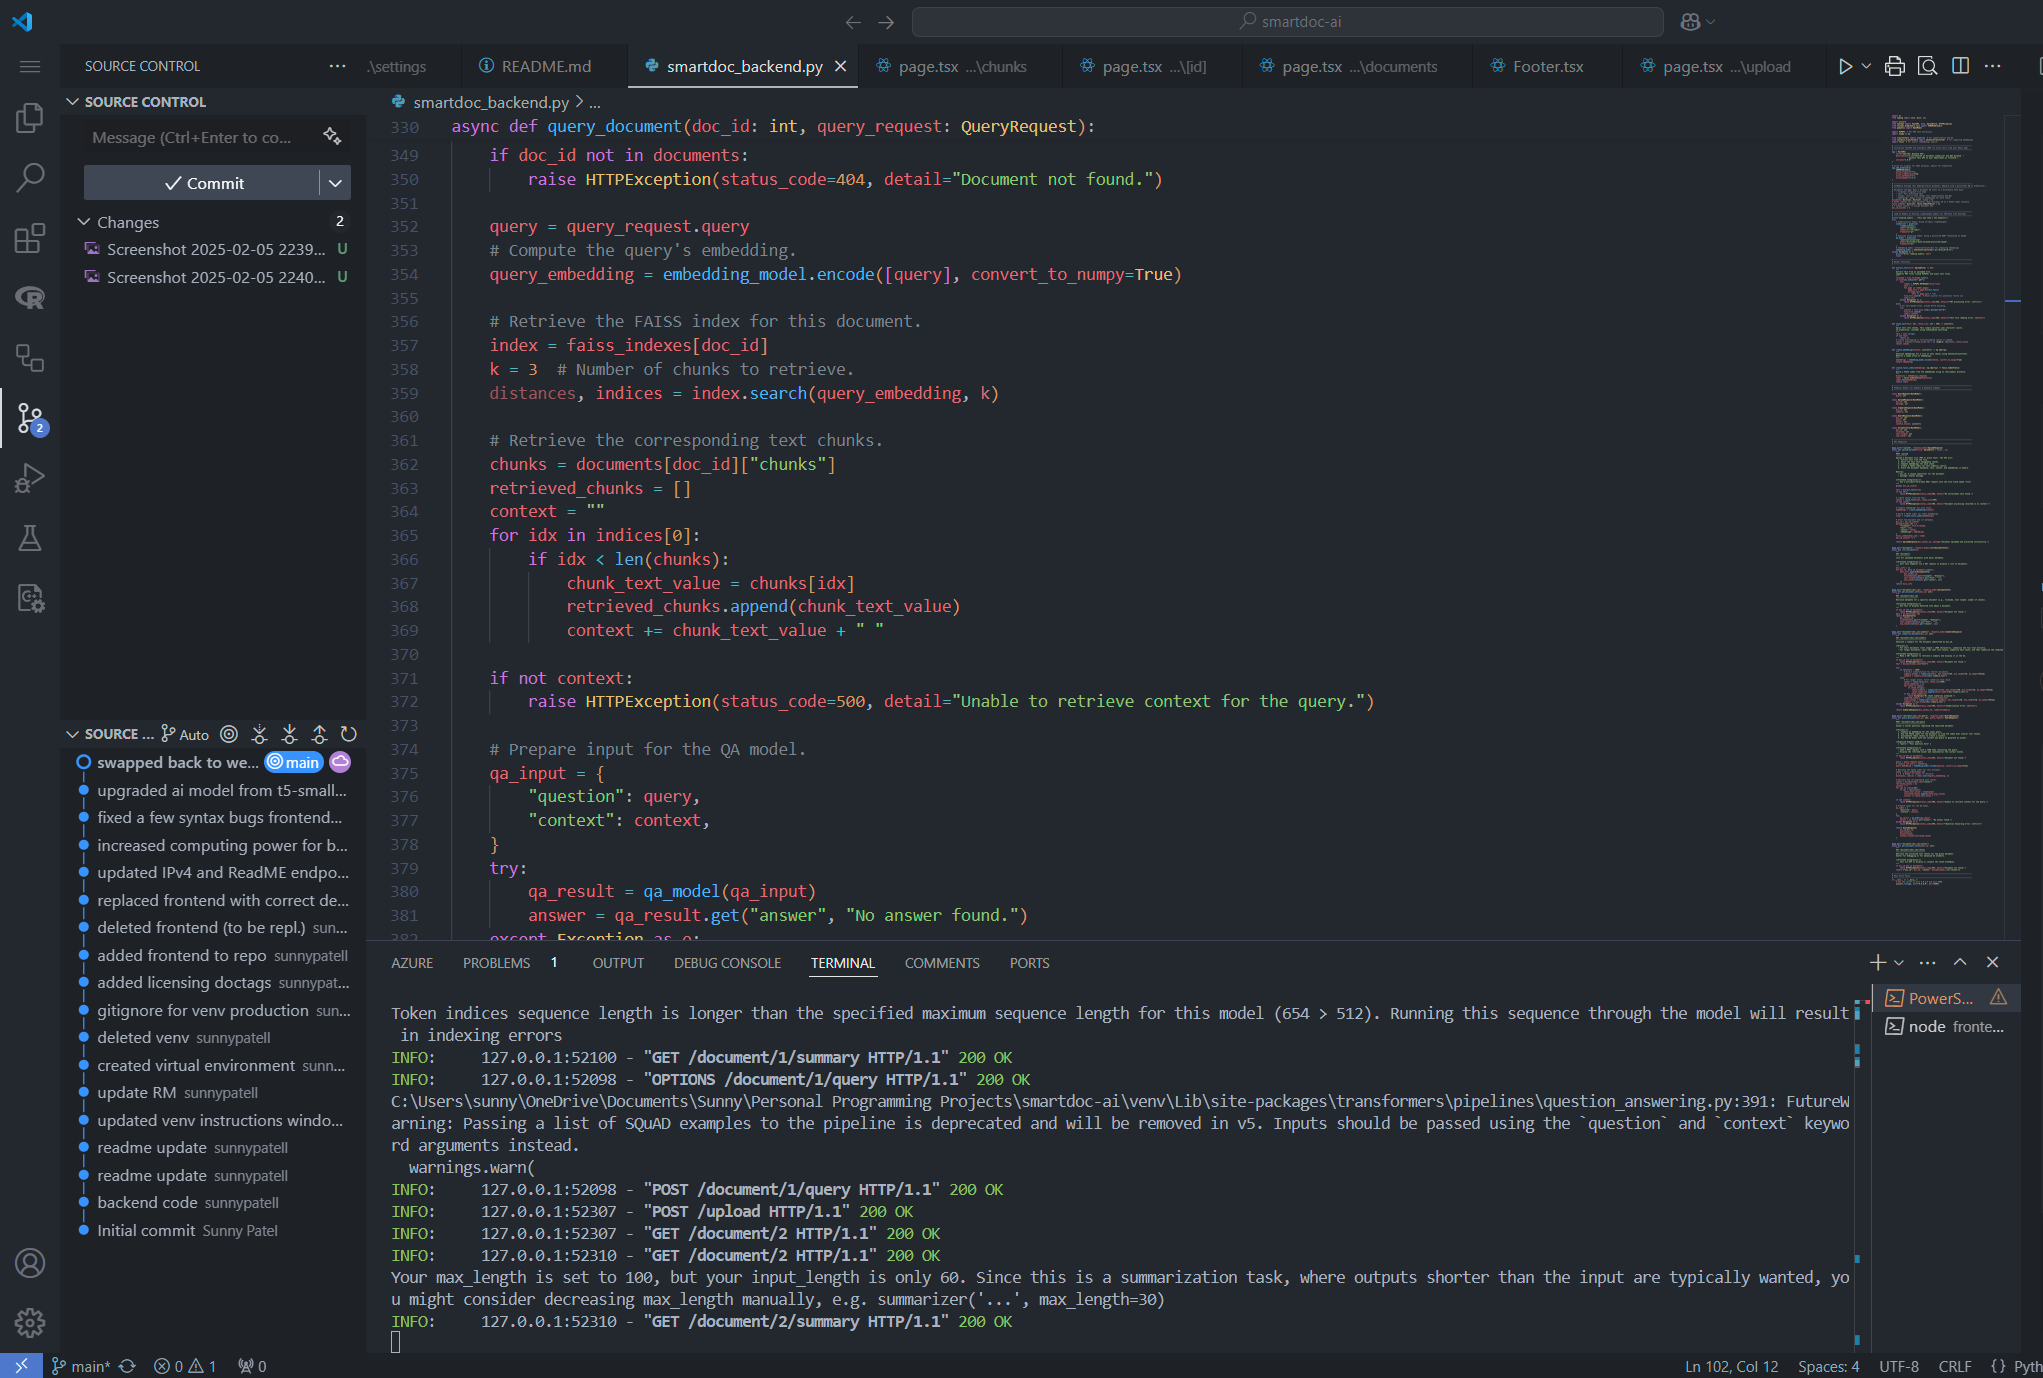 smartdoc-ai
SOURCE CONTROL
SOURCE CONTROL
Message (Ctrl+Enter to co...
Commit
Changes 2
Screenshot 2025-02-05 2239... U
Screenshot 2025-02-05 2240... U
2
SOURCE ... Auto
swapped back to we... main
upgraded ai model from t5-small...
fixed a few syntax bugs frontend...
increased computing power for b...
updated IPv4 and ReadME endpo...
replaced frontend with correct de...
deleted frontend (to be repl.) sun...
added frontend to repo sunnypatell
added licensing doctags sunnypat...
gitignore for venv production sun...
deleted venv sunnypatell
created virtual environment sunn...
update RM sunnypatell
updated venv instructions windo...
readme update sunnypatell
readme update sunnypatell
backend code sunnypatell
Initial commit Sunny Patel
.\settings README.md smartdoc_backend.py page.tsx ...\chunks page.tsx ...\[id] page.tsx ...\documents Footer.tsx page.tsx ...\upload
smartdoc_backend.py > ...
330 async def query_document(doc_id: int, query_request: QueryRequest):
349 if doc_id not in documents:
350 raise HTTPException(status_code=404, detail="Document not found.")
351
352 query = query_request.query
353 # Compute the query's embedding.
354 query_embedding = embedding_model.encode([query], convert_to_numpy=True)
355
356 # Retrieve the FAISS index for this document.
357 index = faiss_indexes[doc_id]
358 k = 3 # Number of chunks to retrieve.
359 distances, indices = index.search(query_embedding, k)
360
361 # Retrieve the corresponding text chunks.
362 chunks = documents[doc_id]["chunks"]
363 retrieved_chunks = []
364 context = ""
365 for idx in indices[0]:
366 if idx < len(chunks):
367 chunk_text_value = chunks[idx]
368 retrieved_chunks.append(chunk_text_value)
369 context += chunk_text_value + " "
370
371 if not context:
372 raise HTTPException(status_code=500, detail="Unable to retrieve context for the query.")
373
374 # Prepare input for the QA model.
375 qa_input = {
376 "question": query,
377 "context": context,
378 }
379 try:
380 qa_result = qa_model(qa_input)
381 answer = qa_result.get("answer", "No answer found.")
382 except Exception as e:
AZURE PROBLEMS 1 OUTPUT DEBUG CONSOLE TERMINAL COMMENTS PORTS
Token indices sequence length is longer than the specified maximum sequence length for this model (654 > 512). Running this sequence through the model will result
in indexing errors
INFO: 127.0.0.1:52100 - "GET /document/1/summary HTTP/1.1" 200 OK
INFO: 127.0.0.1:52098 - "OPTIONS /document/1/query HTTP/1.1" 200 OK
C:\Users\sunny\OneDrive\Documents\Sunny\Personal Programming Projects\smartdoc-ai\venv\Lib\site-packages\transformers\pipelines\question_answering.py:391: FutureW
arning: Passing a list of SQuAD examples to the pipeline is deprecated and will be removed in v5. Inputs should be passed using the `question` and `context` keywo
rd arguments instead.
warnings.warn(
INFO: 127.0.0.1:52098 - "POST /document/1/query HTTP/1.1" 200 OK
INFO: 127.0.0.1:52307 - "POST /upload HTTP/1.1" 200 OK
INFO: 127.0.0.1:52307 - "GET /document/2 HTTP/1.1" 200 OK
INFO: 127.0.0.1:52310 - "GET /document/2 HTTP/1.1" 200 OK
Your max_length is set to 100, but your input_length is only 60. Since this is a summarization task, where outputs shorter than the input are typically wanted, yo
u might consider decreasing max_length manually, e.g. summarizer('...', max_length=30)
INFO: 127.0.0.1:52310 - "GET /document/2/summary HTTP/1.1" 200 OK
PowerS...
node fronte...
main* 0 1 0
Ln 102, Col 12 Spaces: 4 UTF-8 CRLF {} Pyth